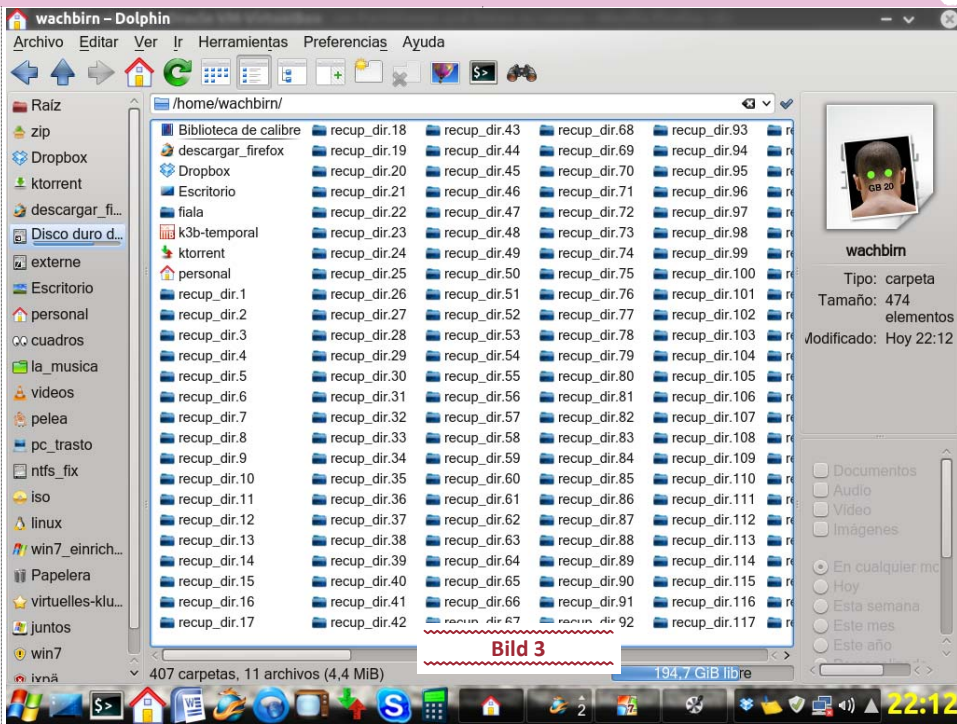 wachbirn – Dolphin
Archivo Editar Ver Ir Herramientas Preferencias Ayuda
/home/wachbirn/
Raíz
zip
Dropbox
ktorrent
descargar_fi...
Disco duro d...
externe
Escritorio
personal
cuadros
la_musica
videos
pelea
pc_trasto
ntfs_fix
iso
linux
win7_einrich...
Papelera
virtuelles-klu...
juntos
win7
ixpä
Biblioteca de calibre
descargar_firefox
Dropbox
Escritorio
fiala
k3b-temporal
ktorrent
personal
recup_dir.1
recup_dir.2
recup_dir.3
recup_dir.4
recup_dir.5
recup_dir.6
recup_dir.7
recup_dir.8
recup_dir.9
recup_dir.10
recup_dir.11
recup_dir.12
recup_dir.13
recup_dir.14
recup_dir.15
recup_dir.16
recup_dir.17
recup_dir.18
recup_dir.19
recup_dir.20
recup_dir.21
recup_dir.22
recup_dir.23
recup_dir.24
recup_dir.25
recup_dir.26
recup_dir.27
recup_dir.28
recup_dir.29
recup_dir.30
recup_dir.31
recup_dir.32
recup_dir.33
recup_dir.34
recup_dir.35
recup_dir.36
recup_dir.37
recup_dir.38
recup_dir.39
recup_dir.40
recup_dir.41
recup_dir.42
recup_dir.43
recup_dir.44
recup_dir.45
recup_dir.46
recup_dir.47
recup_dir.48
recup_dir.49
recup_dir.50
recup_dir.51
recup_dir.52
recup_dir.53
recup_dir.54
recup_dir.55
recup_dir.56
recup_dir.57
recup_dir.58
recup_dir.59
recup_dir.60
recup_dir.61
recup_dir.62
recup_dir.63
recup_dir.64
recup_dir.65
recup_dir.66
recup_dir.67
recup_dir.68
recup_dir.69
recup_dir.70
recup_dir.71
recup_dir.72
recup_dir.73
recup_dir.74
recup_dir.75
recup_dir.76
recup_dir.77
recup_dir.78
recup_dir.79
recup_dir.80
recup_dir.81
recup_dir.82
recup_dir.83
recup_dir.84
recup_dir.85
recup_dir.86
recup_dir.87
recup_dir.88
recup_dir.89
recup_dir.90
recup_dir.91
recup_dir.92
recup_dir.93
recup_dir.94
recup_dir.95
recup_dir.96
recup_dir.97
recup_dir.98
recup_dir.99
recup_dir.100
recup_dir.101
recup_dir.102
recup_dir.103
recup_dir.104
recup_dir.105
recup_dir.106
recup_dir.107
recup_dir.108
recup_dir.109
recup_dir.110
recup_dir.111
recup_dir.112
recup_dir.113
recup_dir.114
recup_dir.115
recup_dir.116
recup_dir.117
GB 20
wachbirn
Tipo: carpeta
Tamaño: 474
elementos
Modificado: Hoy 22:12
Documentos
Audio
Vídeo
Imágenes
En cualquier mo
Hoy
Esta semana
Este mes
Este año
Bild 3
407 carpetas, 11 archivos (4,4 MiB)
194,7 GiB libre
2
22:12